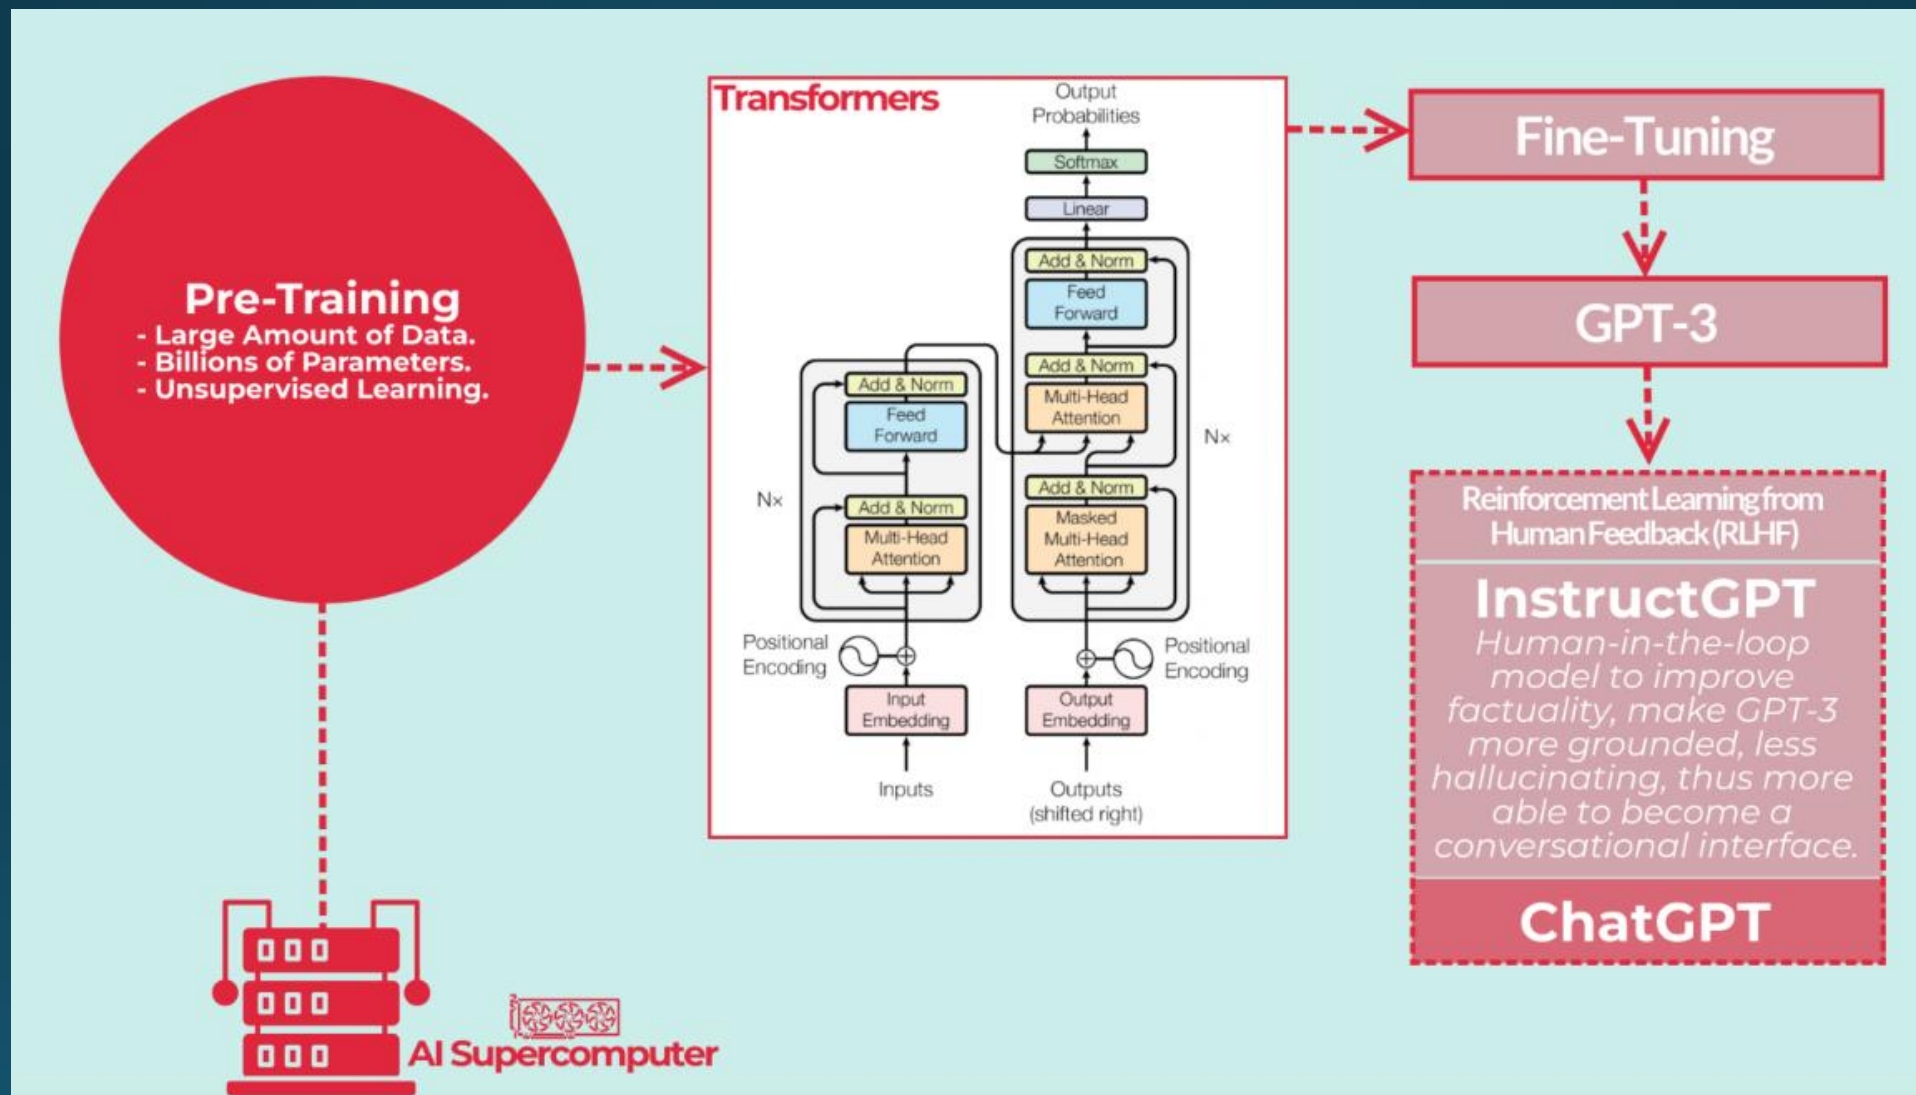 Pre-Training
- Large Amount of Data.
- Billions of Parameters.
- Unsupervised Learning.
AI Supercomputer
Transformers
Output
Probabilities
Softmax
Linear
Add & Norm
Feed
Forward
Add & Norm
Multi-Head
Attention
Nx
Add & Norm
Masked
Multi-Head
Attention
Add & Norm
Feed
Forward
Nx
Add & Norm
Multi-Head
Attention
Positional
Encoding
Positional
Encoding
Input
Embedding
Output
Embedding
Inputs
Outputs
(shifted right)
Fine-Tuning
GPT-3
Reinforcement Learning from
Human Feedback (RLHF)
InstructGPT
Human-in-the-loop
model to improve
factuality, make GPT-3
more grounded, less
hallucinating, thus more
able to become a
conversational interface.
ChatGPT